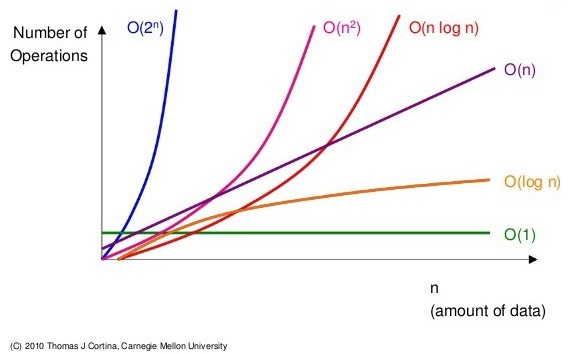 Number of
Operations
O(2ⁿ)
O(n²)
O(n log n)
O(n)
O(log n)
O(1)
n
(amount of data)
(C) 2010 Thomas J Cortina, Carnegie Mellon University